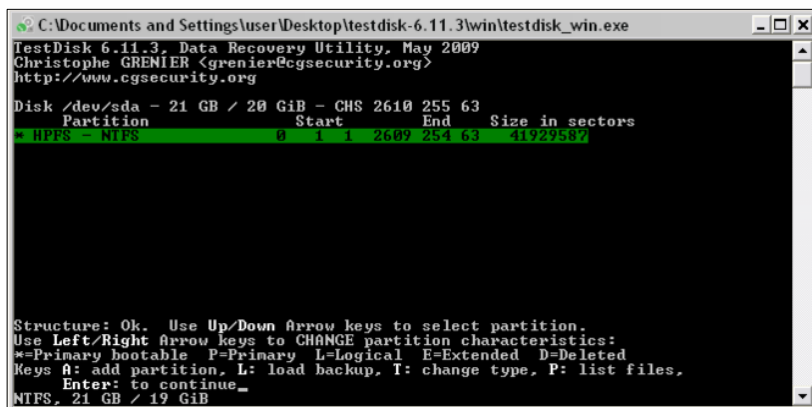 C:\Documents and Settings\user\Desktop\testdisk-6.11.3\win\testdisk_win.exe
TestDisk 6.11.3, Data Recovery Utility, May 2009
Christophe GRENIER <grenier@cgsecurity.org>
http://www.cgsecurity.org
Disk /dev/sda - 21 GB / 20 GiB - CHS 2610 255 63
Partition Start End Size in sectors
* HPFS - NTFS 0 1 1 2609 254 63 41929587
Structure: Ok. Use Up/Down Arrow keys to select partition.
Use Left/Right Arrow keys to CHANGE partition characteristics:
*=Primary bootable P=Primary L=Logical E=Extended D=Deleted
Keys A: add partition, L: load backup, T: change type, P: list files,
Enter: to continue_
NTFS, 21 GB / 19 GiB